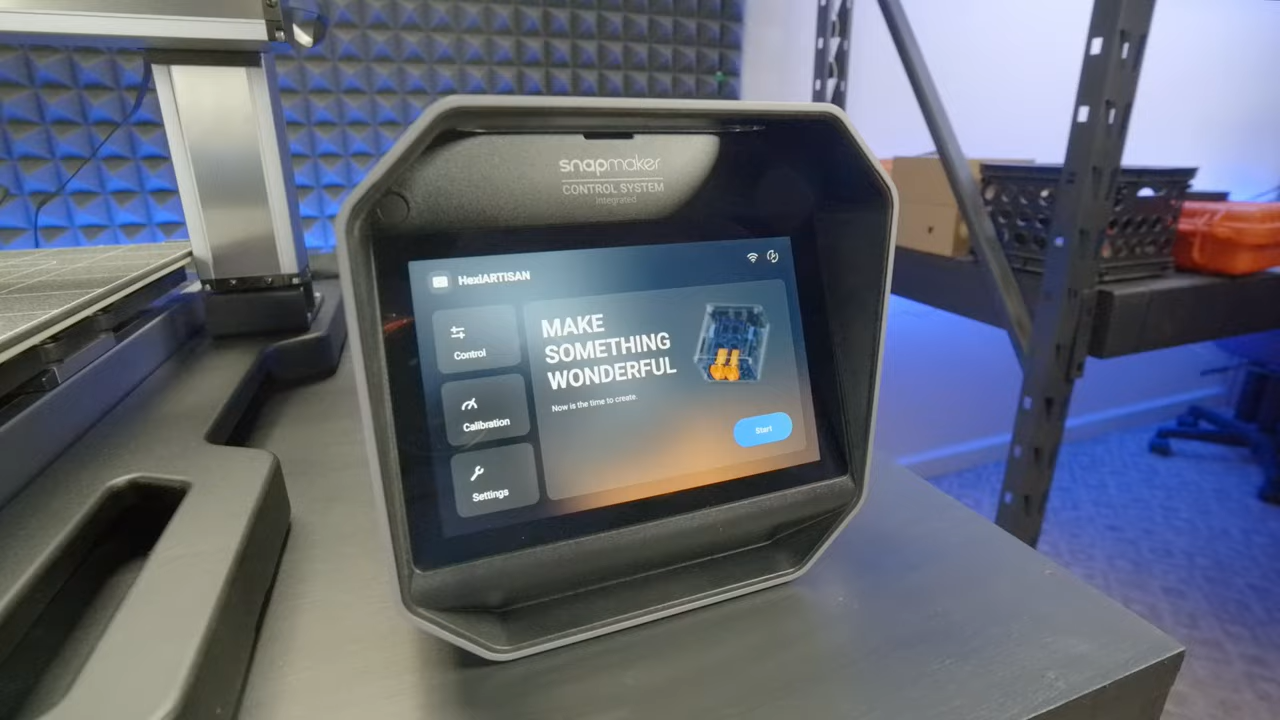 snapmaker
CONTROL SYSTEM
Integrated
HexiARTISAN
Control
Calibration
Settings
MAKE
SOMETHING
WONDERFUL
Now is the time to create.
Start